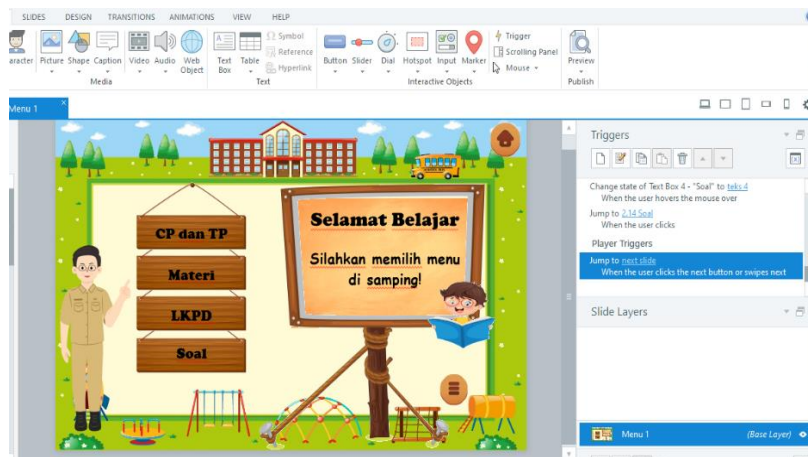 SLIDES DESIGN TRANSITIONS ANIMATIONS VIEW HELP
Picture Shape Caption Video Audio Web Object
Text Box Table Symbol Reference Hyperlink
Button Slider Dial Hotspot Input Marker
Trigger
Scrolling Panel
Mouse
Preview
Media Text Interactive Objects Publish
Menu 1
Selamat Belajar
Silahkan memilih menu
di samping!
CP dan TP
Materi
LKPD
Soal
Triggers
Change state of Text Box 4 - "Soal" to teks 4
When the user hovers the mouse over
Jump to 2.14 Soal
When the user clicks
Player Triggers
Jump to next slide
When the user clicks the next button or swipes next
Slide Layers
Menu 1 (Base Layer)